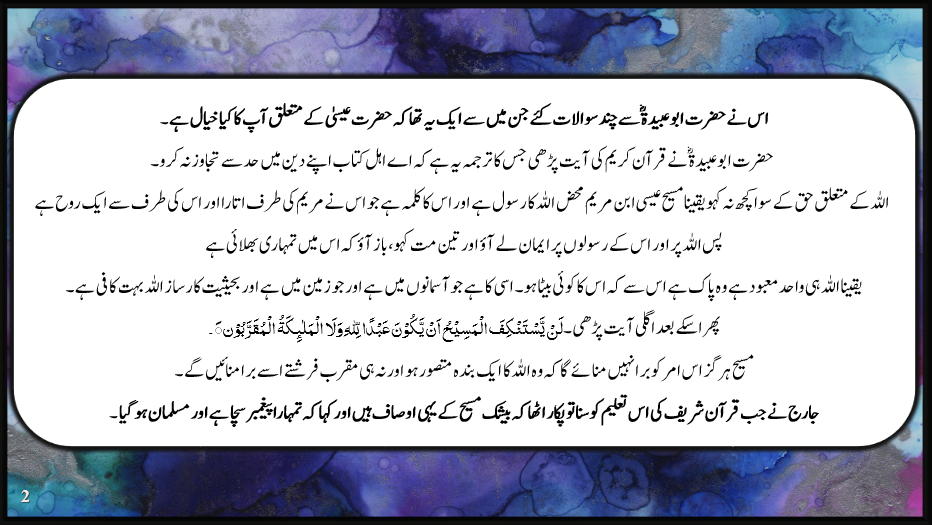 اس نے حضرت ابوعبیدۃؓ سے چند سوالات کئے جن میں سے ایک یہ تھا کہ حضرت عیسیٰ کے متعلق آپ کا کیا خیال ہے۔
حضرت ابوعبیدۃؓ نے قرآن کریم کی آیت پڑھی جس کا ترجمہ یہ ہے کہ اے اہل کتاب اپنے دین میں حد سے تجاوز نہ کرو۔
اللہ کے متعلق حق کے سوا کچھ نہ کہو یقینا مسیح عیسی ابن مریم محض اللہ کا رسول ہے اور اس کا کلمہ ہے جو اس نے مریم کی طرف اتارا اور اس کی طرف سے ایک روح ہے
پس اللہ پر اور اس کے رسولوں پر ایمان لے آؤ اور تین مت کہو، باز آؤ کہ اس میں تمہاری بھلائی ہے
یقینا اللہ ہی واحد معبود ہے وہ پاک ہے اس سے کہ اس کا کوئی بیٹا ہو۔ اسی کا ہے جو آسمانوں میں ہے اور جو زمین میں ہے اور بحیثیت کارساز اللہ بہت کافی ہے۔
پھر اسکے بعد اگلی آیت پڑھی۔ لَنْ يَّسْتَنْكِفَ الْمَسِيْحُ اَنْ يَّكُوْنَ عَبْدًا لِّلّٰهِ وَلَا الْمَلٰٓىِٕكَةُ الْمُقَرَّبُوْنَ۔
مسیح ہرگز اس امر کو برا نہیں منائے گا کہ وہ اللہ کا ایک بندہ متصور ہو اور نہ ہی مقرب فرشتے اسے برا منائیں گے۔
جارج نے جب قرآن شریف کی اس تعلیم کو سنا تو پکار اٹھا کہ بیشک مسیح کے یہی اوصاف ہیں اور کہا کہ تمہارا پیغمبر سچا ہے اور مسلمان ہو گیا۔
2